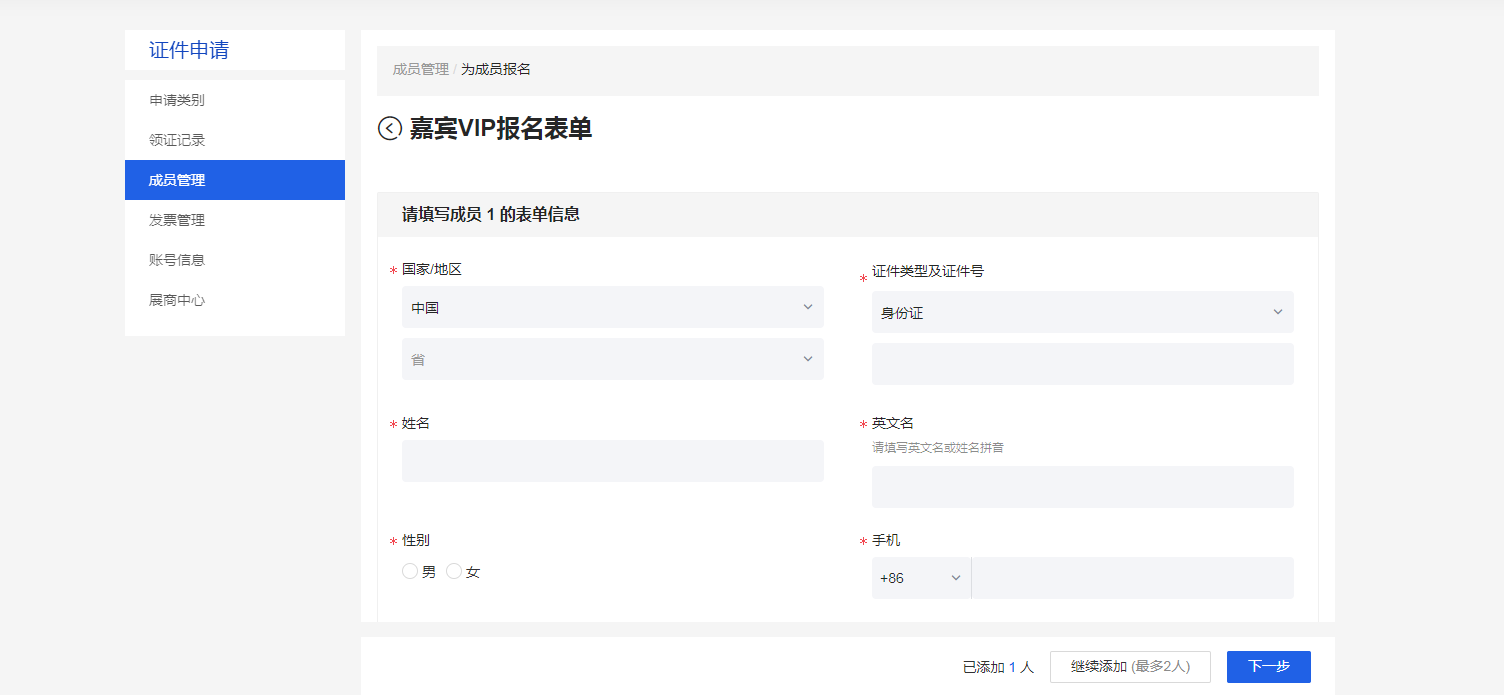 证件申请
申请类别
领证记录
成员管理
发票管理
账号信息
展商中心
成员管理 / 为成员报名
嘉宾VIP报名表单
请填写成员 1 的表单信息
* 国家/地区
中国
省
* 证件类型及证件号
身份证
* 姓名
* 英文名
请填写英文名或姓名拼音
* 性别
男 女
* 手机
+86
已添加 1 人 继续添加 (最多2人) 下一步